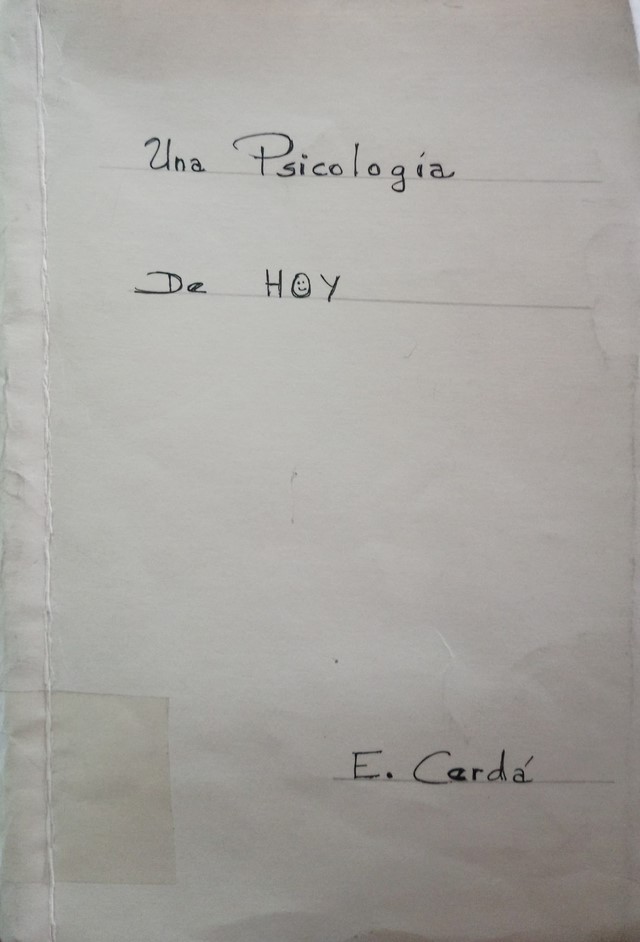 Una Psicología
De HOY
E. Cerdá